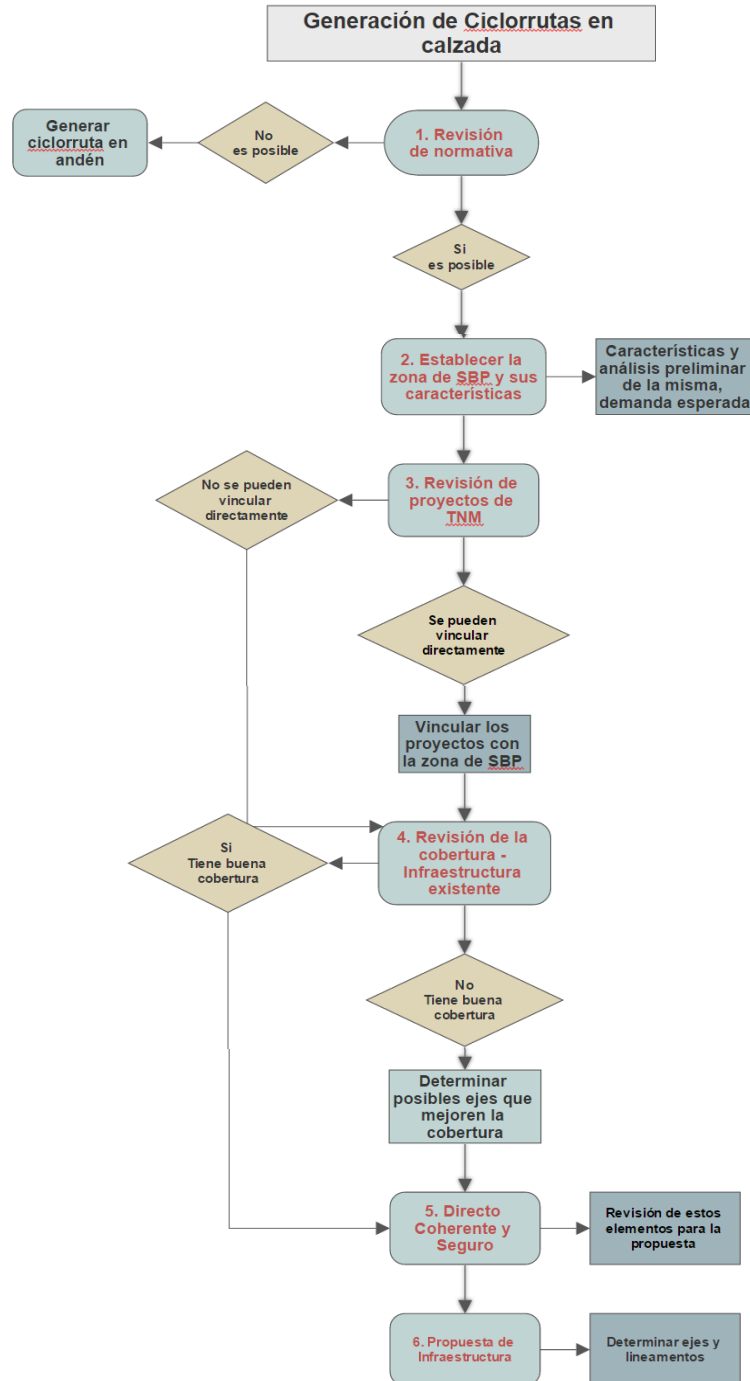 Generación de Ciclorrutas en
calzada
Generar
ciclorruta en
andén
No
es posible
1. Revisión
de normativa
Si
es posible
2. Establecer la
zona de SBP y sus
características
Características y
análisis preliminar
de la misma,
demanda esperada
No se pueden
vincular
directamente
3. Revisión de
proyectos de
TNM
Se pueden
vincular
directamente
Vincular los
proyectos con
la zona de SBP
Si
Tiene buena
cobertura
4. Revisión de la
cobertura -
Infraestructura
existente
No
Tiene buena
cobertura
Determinar
posibles ejes que
mejoren la
cobertura
5. Directo
Coherente y
Seguro
Revisión de estos
elementos para la
propuesta
6. Propuesta de
Infraestructura
Determinar ejes y
lineamentos